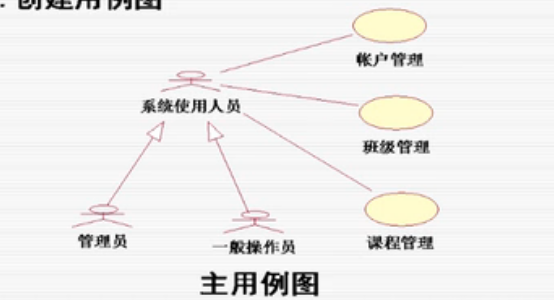 创建用例图
帐户管理
系统使用人员
班级管理
管理员
一般操作员
课程管理
主用例图